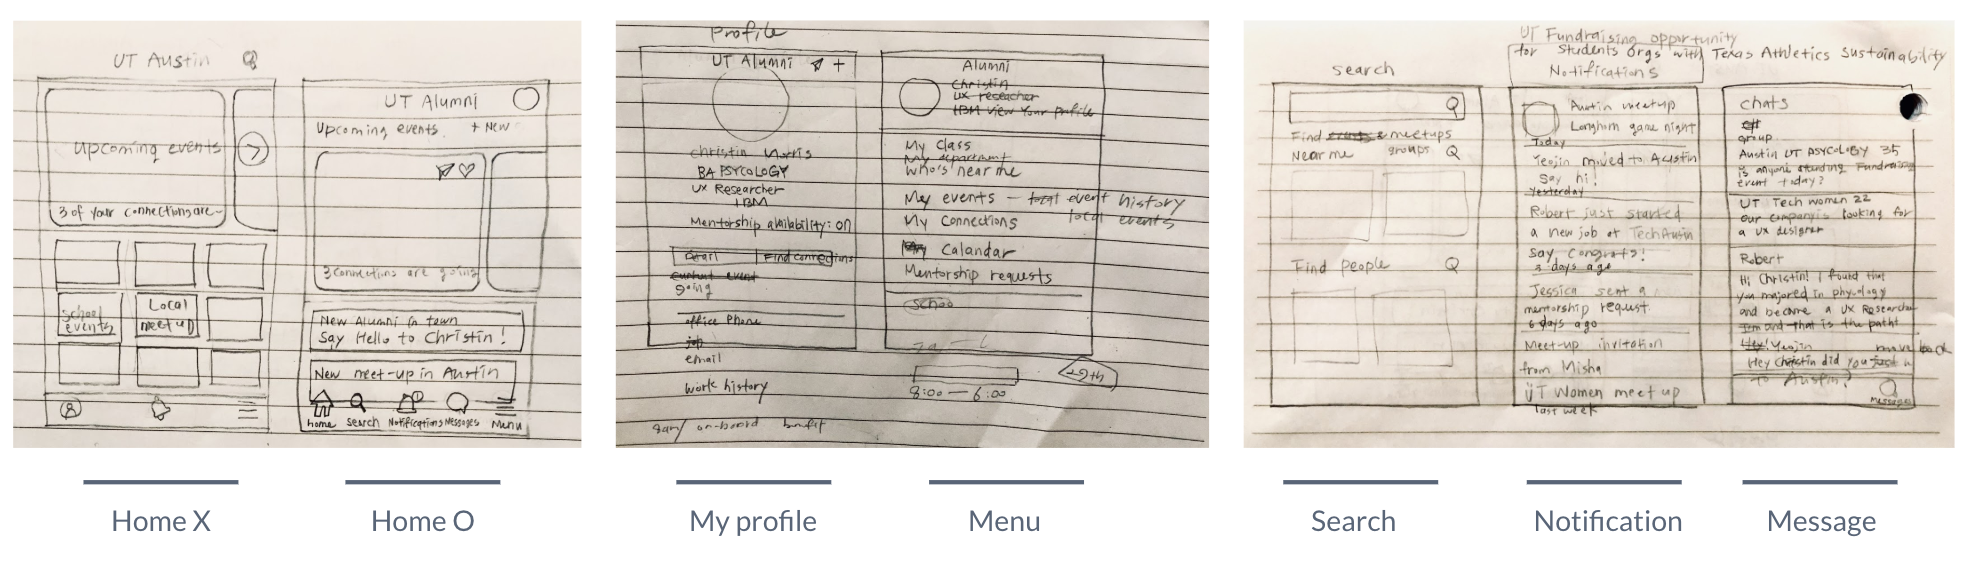 UT Austin
Upcoming events
3 of your connections are
School events
Local meet up
UT Alumni
Upcoming events + New
3 connections are going
New Alumni in town
Say Hello to Christin!
New meet-up in Austin
home Search Notifications Messages Menu
Profile
UT Alumni +
Christin Norris
BA PSYCOLOGY
UX Researcher
IBM
Mentorship availability: on
Email Find connections
current event
going
office Phone
job
email
work history
on-board
Alumni
Christin
UX reseacher
IBM View Your profile
My Class
My department
Who's near me
My events — total event history
My Connections local events
Calandar
Mentorship requests
School
8:00 — 6:00
UT Fundraising opportunity
for students orgs with Texas Athletics Sustainability
search
Find events & meetups
Near me groups
Find people
Notifications
Austin meetup
Longhorn game night
Today
Yeojin moved to Austin
Say hi!
Yesterday
Robert just started
a new job at TechAustin
Say, Congrats!
3 days ago
Jessica sent a
mentorship request.
6 days ago
Meet-up invitation
from Misha
UT Women meet up
last week
chats
group
Austin UT PSYCOLOGY 35
is anyone attending Fundraising
event today?
UT Tech women 22
our company is looking for
a UX designer
Robert
Hi Christin! I found that
you majored in phycology
and became a UX Researcher
and that is the path I
Hey! Yeojin
Hey Christin did you just move back
to Austin?
Messages
Home X
Home O
My profile
Menu
Search
Notification
Message